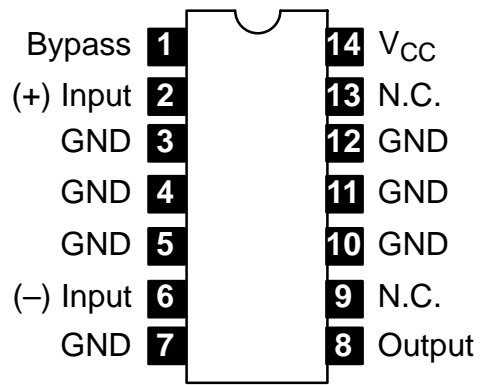 Bypass 1 14 VCC
(+) Input 2 13 N.C.
GND 3 12 GND
GND 4 11 GND
GND 5 10 GND
(–) Input 6 9 N.C.
GND 7 8 Output